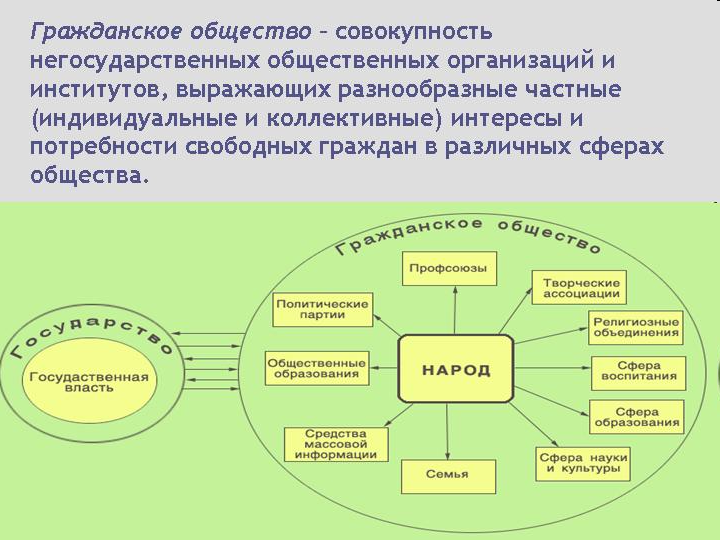 Гражданское общество – совокупность
негосударственных общественных организаций и
институтов, выражающих разнообразные частные
(индивидуальные и коллективные) интересы и
потребности свободных граждан в различных сферах
общества.
Гражданское общество
Профсоюзы
Творческие
ассоциации
Политические
партии
Религиозные
объединения
Государство
Государственная
власть
Общественные
образования
НАРОД
Сфера
воспитания
Сфера
образования
Средства
массовой
информации
Семья
Сфера науки
и культуры